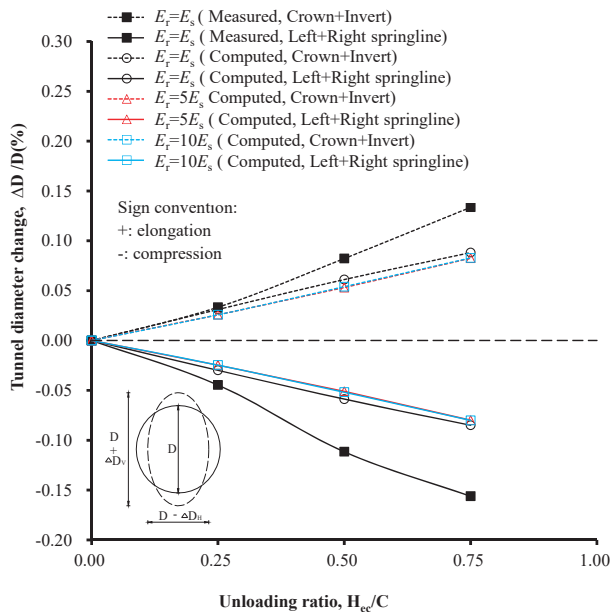 Tunnel diameter change, ΔD /D(%)
0.30
0.25
0.20
0.15
0.10
0.05
0.00
-0.05
-0.10
-0.15
-0.20
E_r=E_s ( Measured, Crown+Invert)
E_r=E_s ( Measured, Left+Right springline)
E_r=E_s ( Computed, Crown+Invert)
E_r=E_s ( Computed, Left+Right springline)
E_r=5E_s Computed, Crown+Invert)
E_r=5E_s ( Computed, Left+Right springline)
E_r=10E_s ( Computed, Crown+Invert)
E_r=10E_s ( Computed, Left+Right springline)
Sign convention:
+: elongation
-: compression
D + ΔD_V
D
D - ΔD_H
0.00 0.25 0.50 0.75 1.00
Unloading ratio, H_ec/C